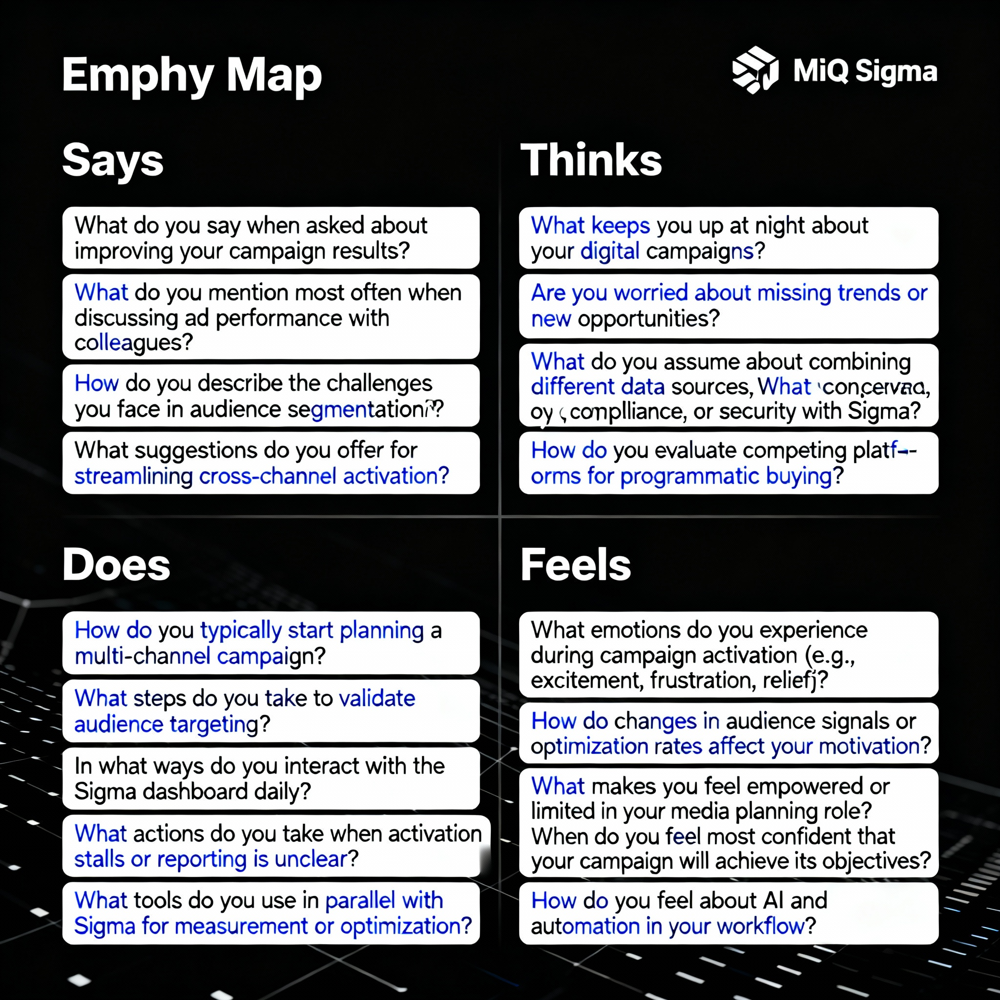 Emphy Map
MiQ Sigma
Says
What do you say when asked about
improving your campaign results?
What do you mention most often when
discussing ad performance with
colleagues?
How do you describe the challenges
you face in audience segmentation?
What suggestions do you offer for
streamlining cross-channel activation?
Thinks
What keeps you up at night about
your digital campaigns?
Are you worried about missing trends or
new opportunities?
What do you assume about combining
different data sources, What
oy complliance, or security with Sigma?
How do you evaluate competing platf--
orms for programmatic buying?
Does
How do you typically start planning a
multi-channel campaign?
What steps do you take to validate
audience targeting?
In what ways do you interact with the
Sigma dashboard daily?
What actions do you take when activation
stalls or reporting is unclear?
What tools do you use in parallel with
Sigma for measurement or optimization?
Feels
What emotions do you experience
during campaign activation (e.g.,
excitement, frustration, relief)?
How do changes in audience signals or
optimization rates affect your motivation?
What makes you feel empowered or
limited in your media planning role?
When do you feel most confident that
your campaign will achieve its objectives?
How do you feel about AI and
automation in your workflow?